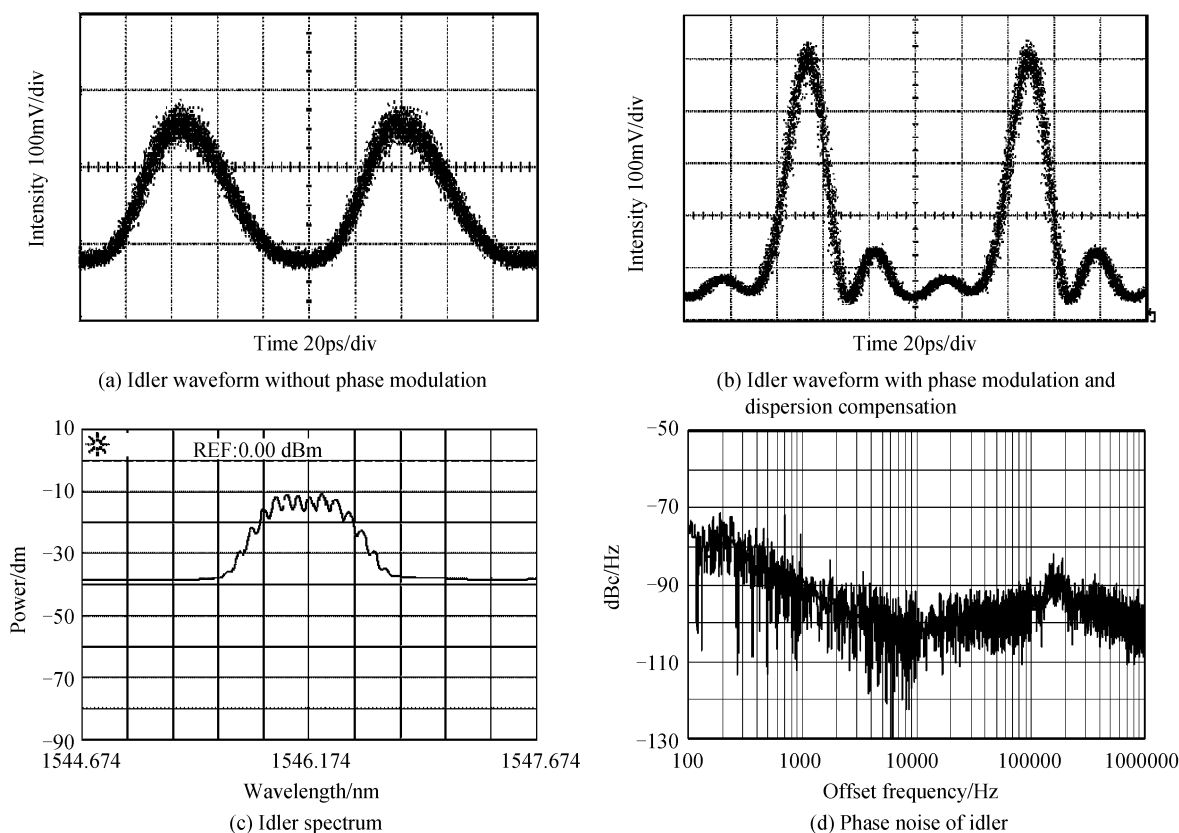 Intensity 100mV/div
Time 20ps/div
(a) Idler waveform without phase modulation
Intensity 100mV/div
Time 20ps/div
(b) Idler waveform with phase modulation and
dispersion compensation
10
−10
−30
−50
−70
−90
Power/dm
REF:0.00 dBm
1544.674
1546.174
1547.674
Wavelength/nm
(c) Idler spectrum
−50
−70
−90
−110
−130
dBc/Hz
100
1000
10000
100000
1000000
Offset frequency/Hz
(d) Phase noise of idler